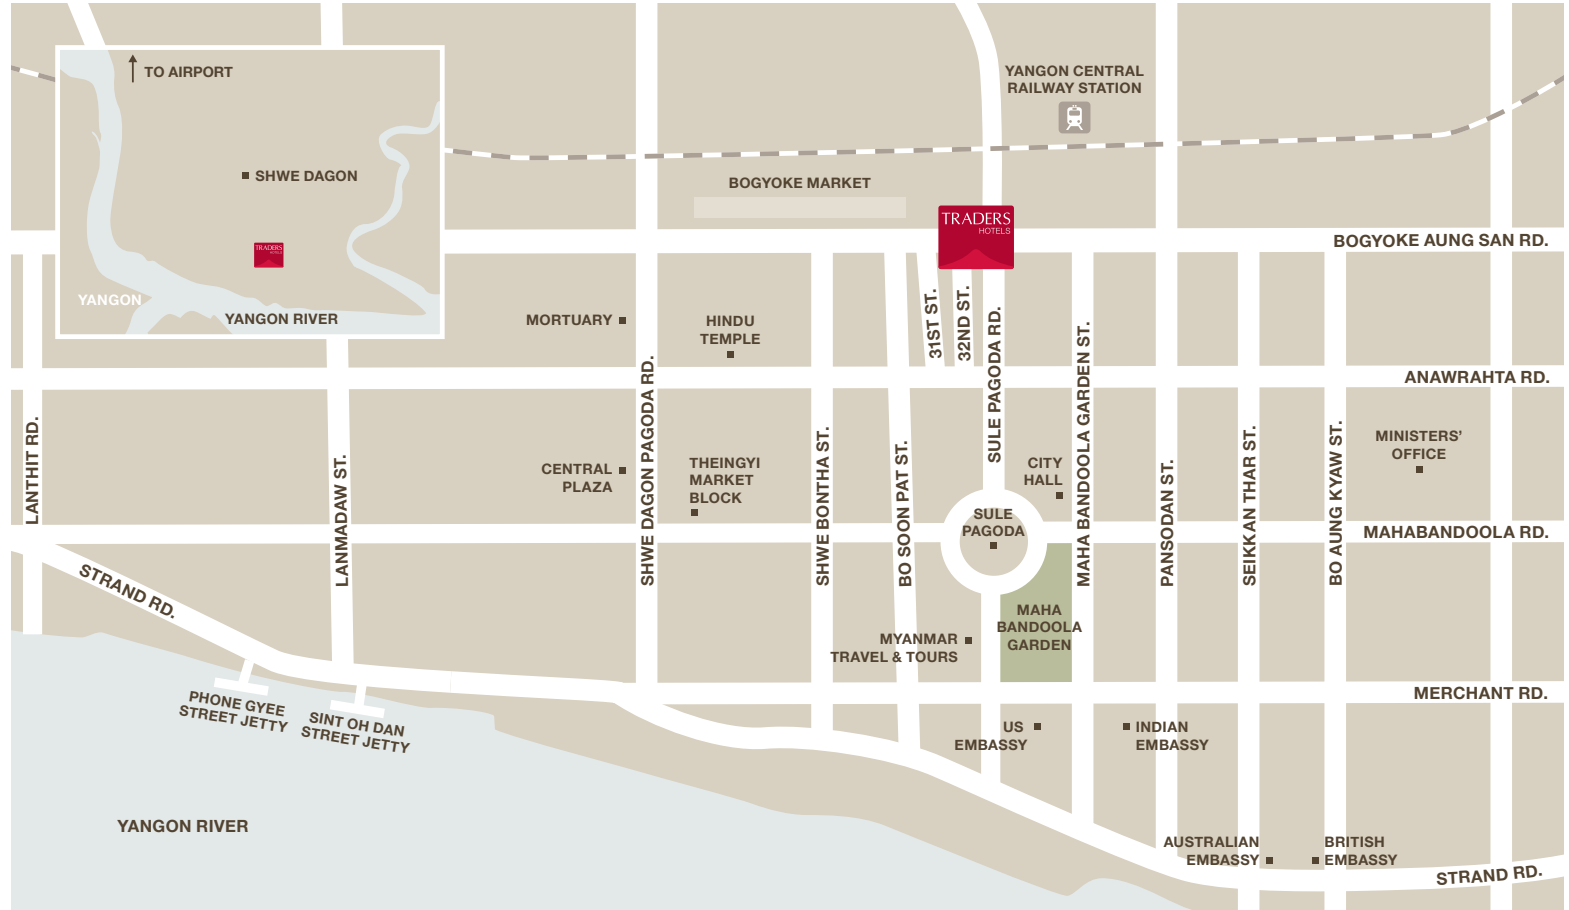 TO AIRPORT
SHWE DAGON
TRADERS
HOTELS
YANGON
YANGON RIVER
YANGON CENTRAL
RAILWAY STATION
BOGYOKE MARKET
TRADERS
HOTELS
BOGYOKE AUNG SAN RD.
MORTUARY
HINDU
TEMPLE
31ST ST.
32ND ST.
SULE PAGODA RD.
MAHA BANDOOLA GARDEN ST.
ANAWRAHTA RD.
LANTHIT RD.
LANMADAW ST.
SHWE DAGON PAGODA RD.
SHWE BONTHA ST.
BO SOON PAT ST.
PANSODAN ST.
SEIKKAN THAR ST.
BO AUNG KYAW ST.
CENTRAL
PLAZA
THEINGYI
MARKET
BLOCK
CITY
HALL
MINISTERS'
OFFICE
SULE
PAGODA
MAHABANDOOLA RD.
STRAND RD.
MAHA
BANDOOLA
GARDEN
MYANMAR
TRAVEL & TOURS
MERCHANT RD.
PHONE GYEE
STREET JETTY
SINT OH DAN
STREET JETTY
US
EMBASSY
INDIAN
EMBASSY
YANGON RIVER
AUSTRALIAN
EMBASSY
BRITISH
EMBASSY
STRAND RD.